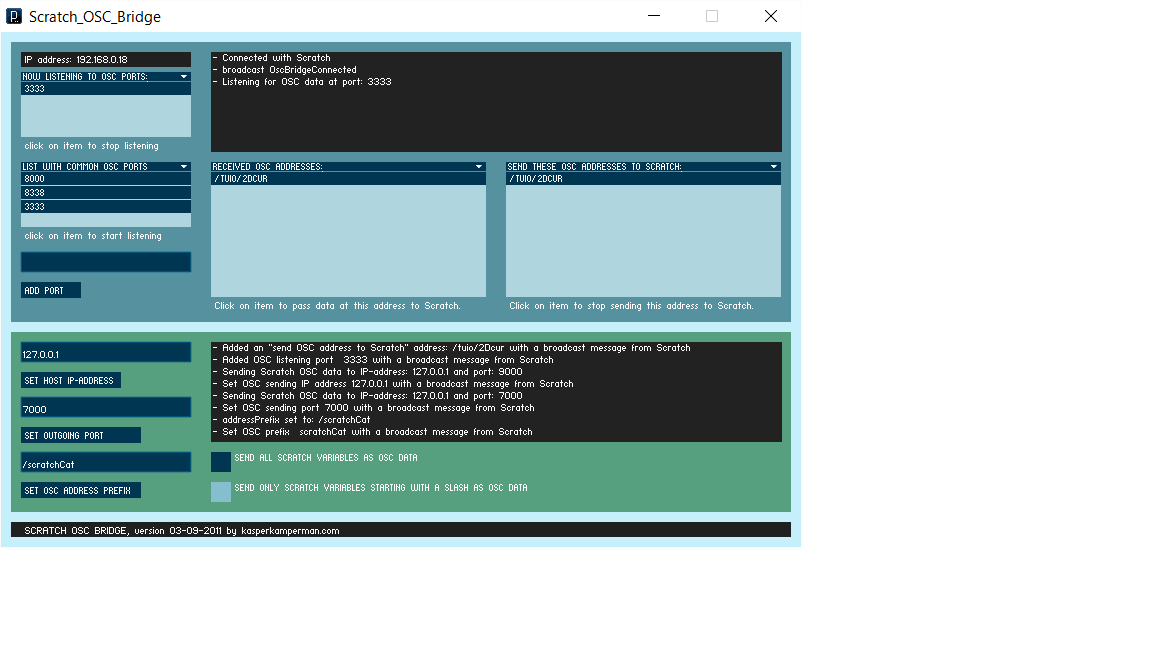 Scratch_OSC_Bridge
IP address: 192.168.0.18
NOW LISTENING TO OSC PORTS:
3333
click on item to stop listening
- Connected with Scratch
- broadcast OscBridgeConnected
- Listening for OSC data at port: 3333
LIST WITH COMMON OSC PORTS
8000
8338
3333
click on item to start listening
ADD PORT
RECEIVED OSC ADDRESSES:
/TUIO/2DCUR
Click on item to pass data at this address to Scratch.
SEND THESE OSC ADDRESSES TO SCRATCH:
/TUIO/2DCUR
Click on item to stop sending this address to Scratch.
127.0.0.1
SET HOST IP-ADDRESS
7000
SET OUTGOING PORT
/scratchCat
SET OSC ADDRESS PREFIX
- Added an "send OSC address to Scratch" address: /tuio/2Dcur with a broadcast message from Scratch
- Added OSC listening port  3333 with a broadcast message from Scratch
- Sending Scratch OSC data to IP-address: 127.0.0.1 and port: 9000
- Set OSC sending IP address 127.0.0.1 with a broadcast message from Scratch
- Sending Scratch OSC data to IP-address: 127.0.0.1 and port: 7000
- Set OSC sending port 7000 with a broadcast message from Scratch
- addressPrefix set to: /scratchCat
- Set OSC prefix  scratchCat with a broadcast message from Scratch
SEND ALL SCRATCH VARIABLES AS OSC DATA
SEND ONLY SCRATCH VARIABLES STARTING WITH A SLASH AS OSC DATA
SCRATCH OSC BRIDGE, version 03-09-2011 by kasperkamperman.com